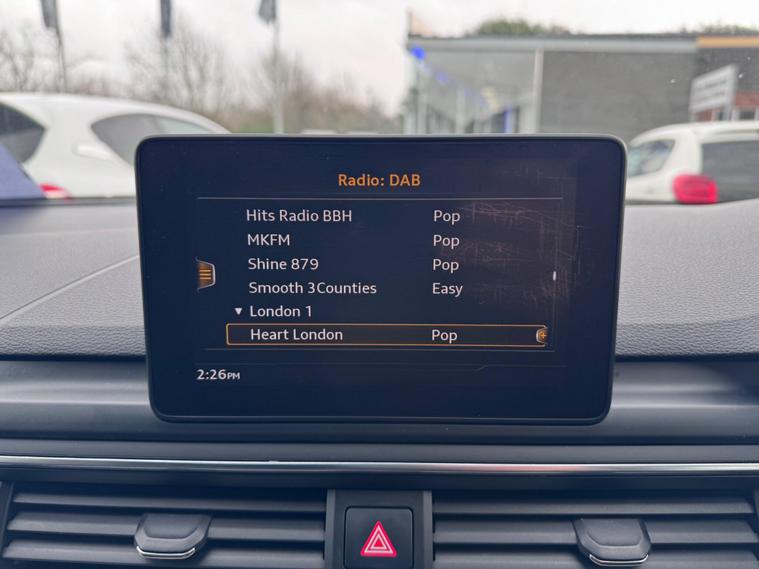 Radio: DAB
Hits Radio BBH Pop
MKFM Pop
Shine 879 Pop
Smooth 3Counties Easy
London 1
Heart London Pop
2:26PM